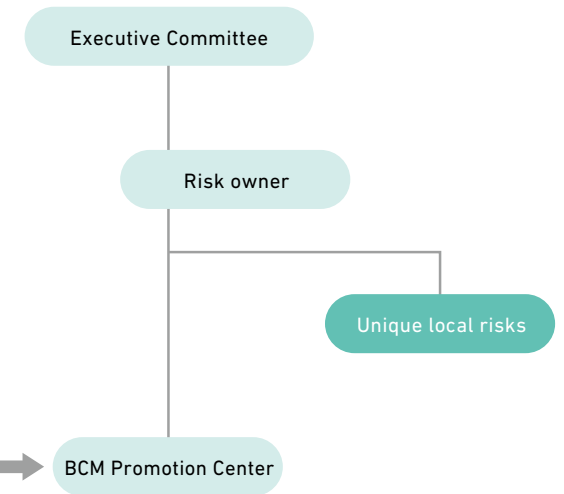 Executive Committee
Risk owner
Unique local risks
BCM Promotion Center